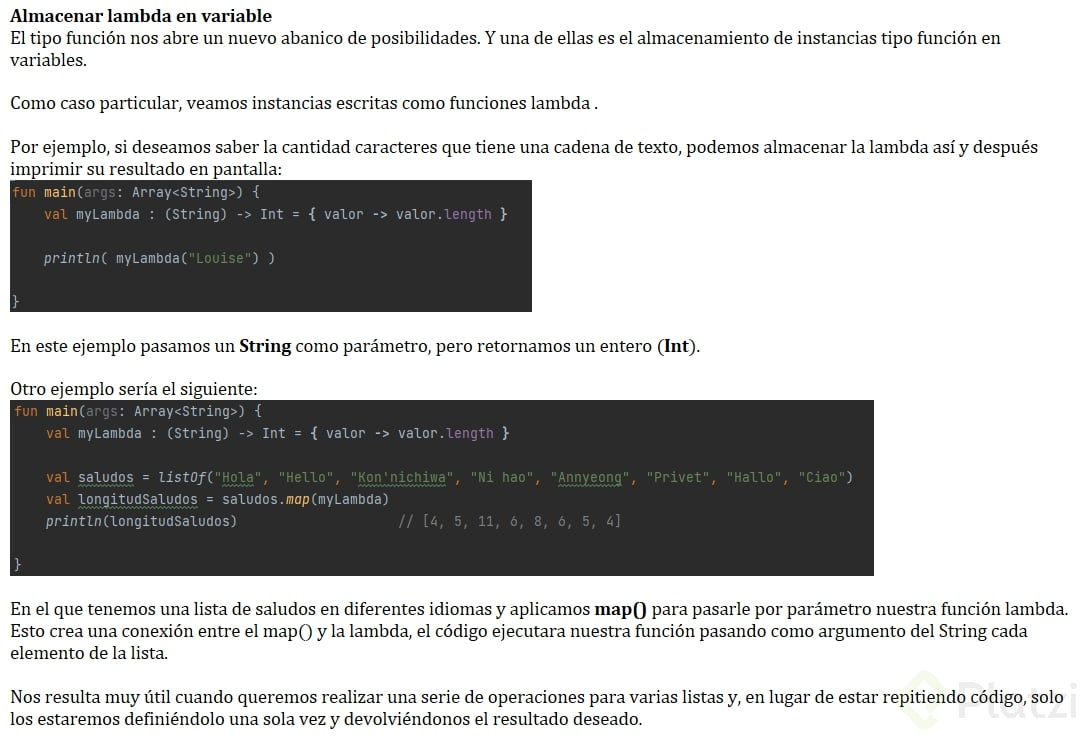 Almacenar lambda en variable
El tipo función nos abre un nuevo abanico de posibilidades. Y una de ellas es el almacenamiento de instancias tipo función en
variables.
Como caso particular, veamos instancias escritas como funciones lambda .
Por ejemplo, si deseamos saber la cantidad caracteres que tiene una cadena de texto, podemos almacenar la lambda así y después
imprimir su resultado en pantalla:
fun main(args: Array<String>) {
    val myLambda : (String) -> Int = { valor -> valor.length }
    println( myLambda("Louise") )
}
En este ejemplo pasamos un String como parámetro, pero retornamos un entero (Int).
Otro ejemplo sería el siguiente:
fun main(args: Array<String>) {
    val myLambda : (String) -> Int = { valor -> valor.length }
    val saludos = listOf("Hola", "Hello", "Kon'nichiwa", "Ni hao", "Annyeong", "Privet", "Hallo", "Ciao")
    val longitudSaludos = saludos.map(myLambda)
    println(longitudSaludos)                    // [4, 5, 11, 6, 8, 6, 5, 4]
}
En el que tenemos una lista de saludos en diferentes idiomas y aplicamos map() para pasarle por parámetro nuestra función lambda.
Esto crea una conexión entre el map() y la lambda, el código ejecutara nuestra función pasando como argumento del String cada
elemento de la lista.
Nos resulta muy útil cuando queremos realizar una serie de operaciones para varias listas y, en lugar de estar repitiendo código, solo
los estaremos definiéndolo una sola vez y devolviéndonos el resultado deseado.
Platzi